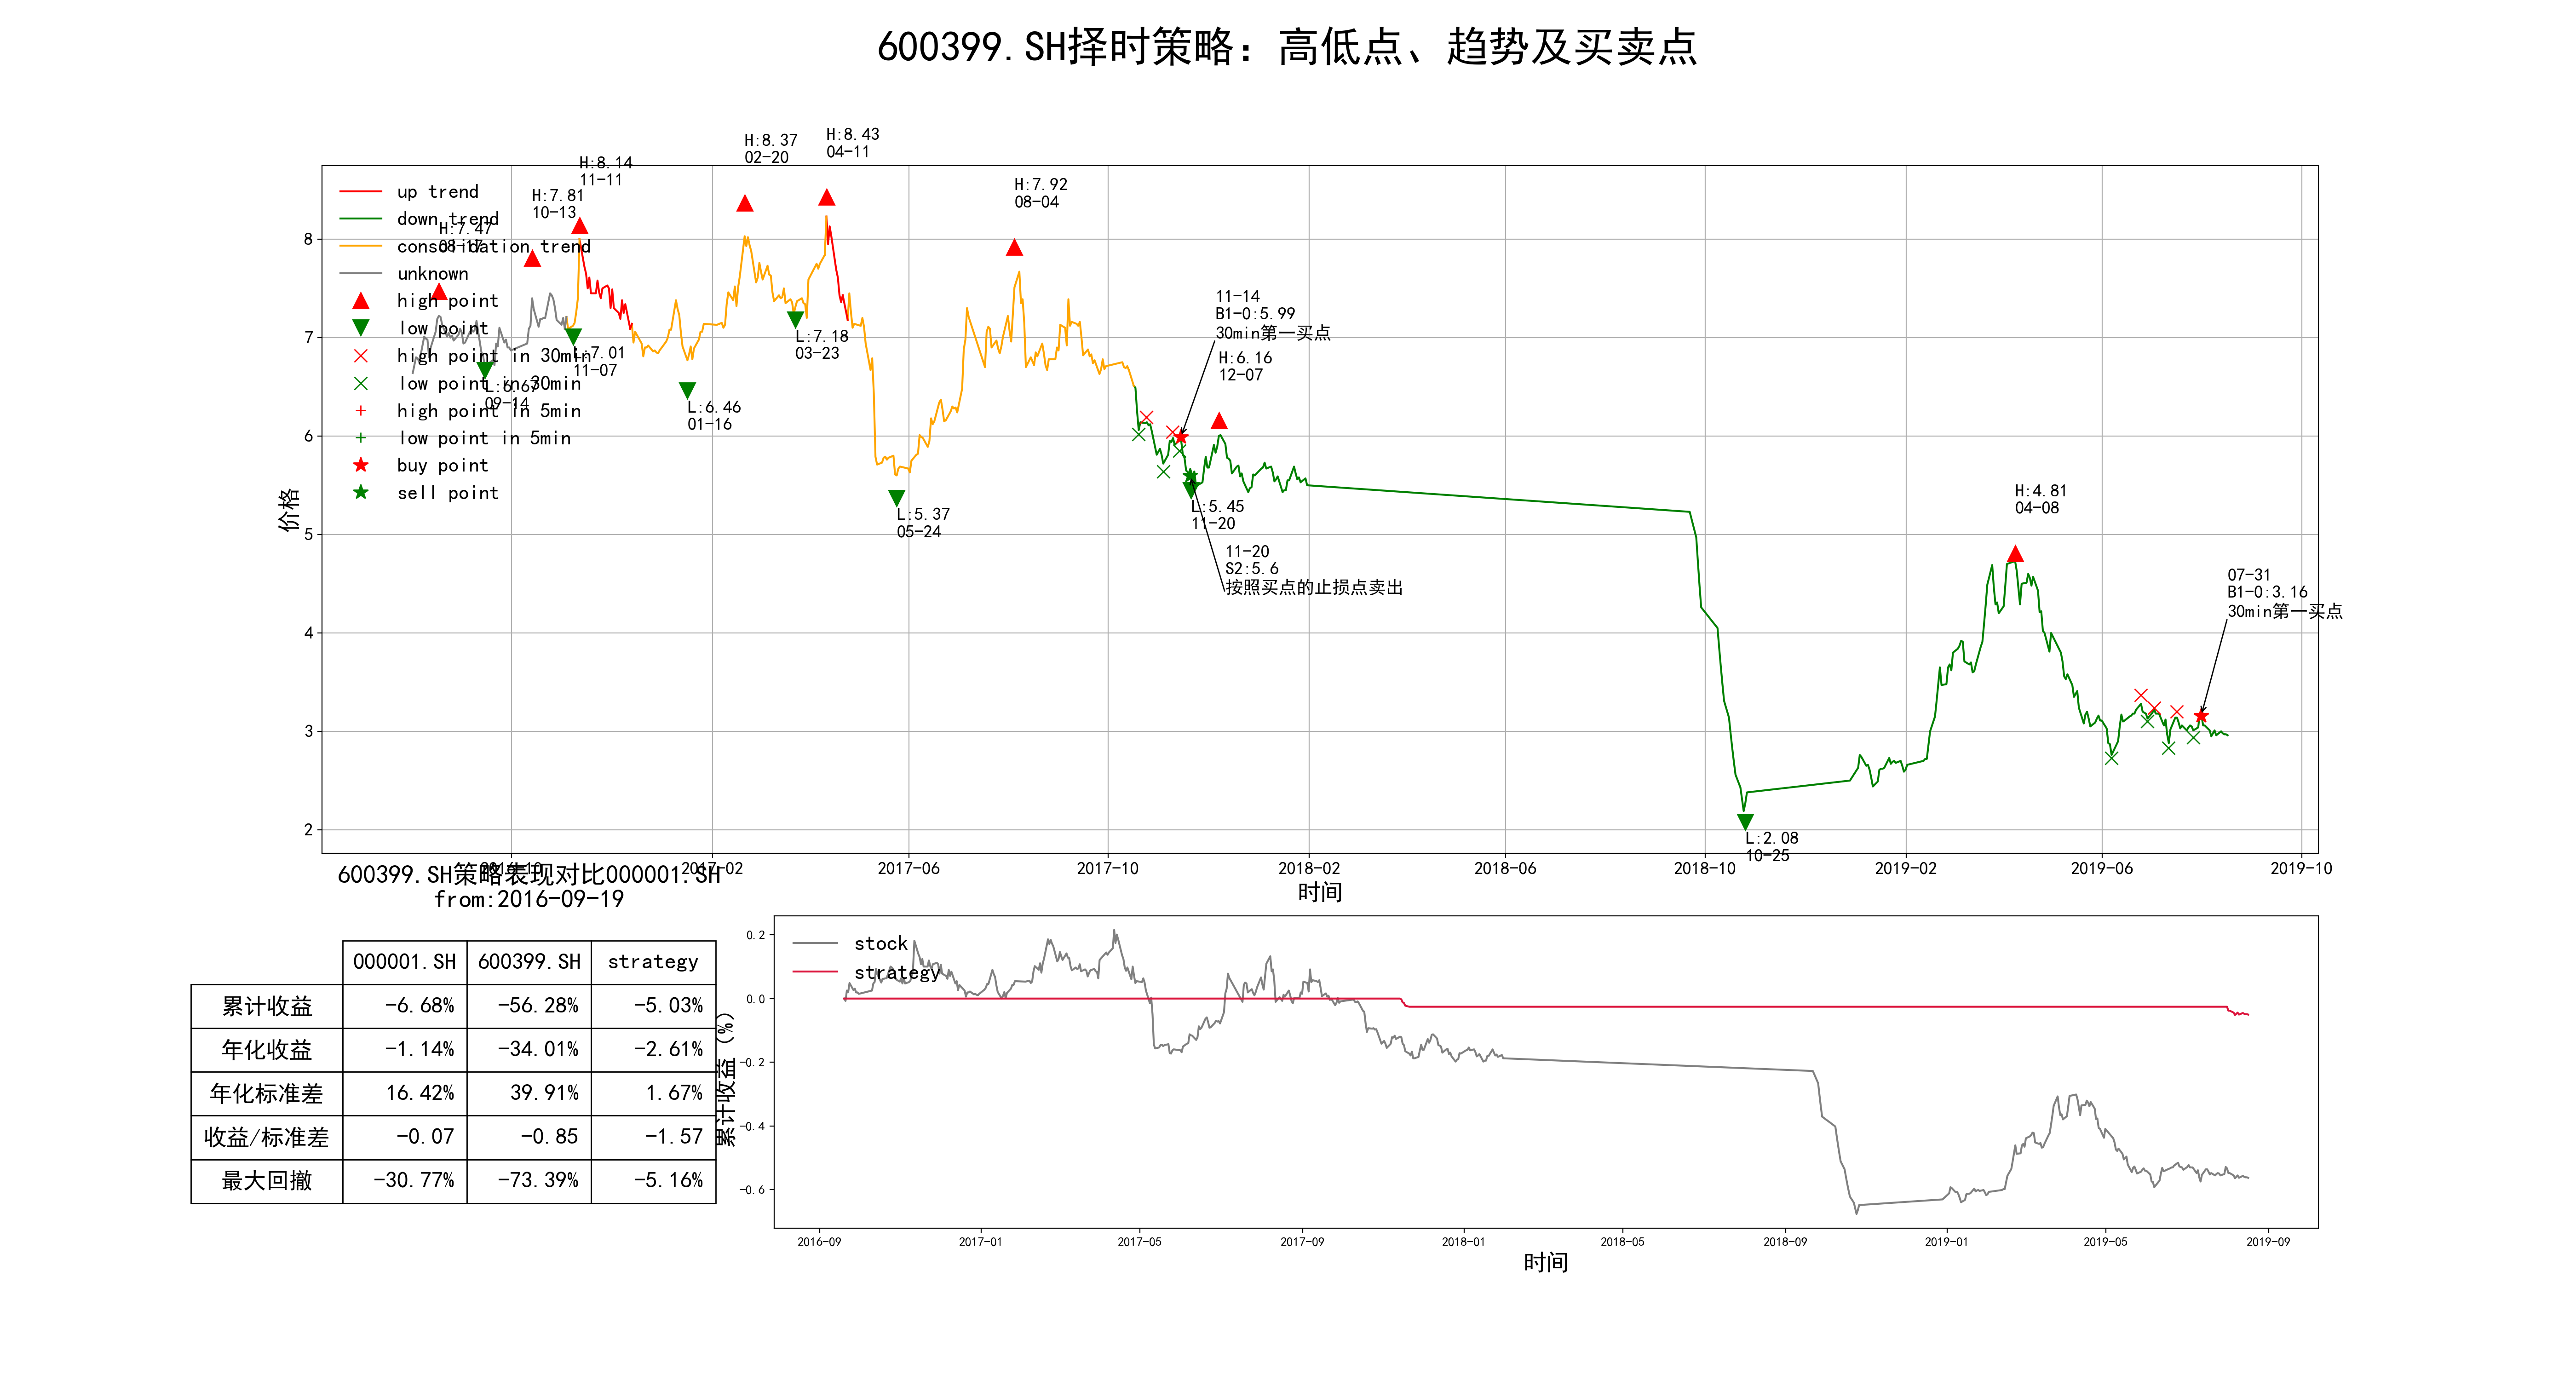 600399.SH择时策略：高低点、趋势及买卖点
H:8.37
02-20
H:8.43
04-11
H:8.14
11-11
H:7.81
10-13
H:7.47
08-17
H:7.92
08-04
up trend
down trend
consolidation trend
unknown
high point
low point
high point in 30min
low point in 30min
high point in 5min
low point in 5min
buy point
sell point
L:6.67
09-14
L:7.01
11-07
L:6.46
01-16
L:7.18
03-23
L:5.37
05-24
11-14
B1-0:5.99
30min第一买点
H:6.16
12-07
L:5.45
11-20
11-20
S2:5.6
按照买点的止损点卖出
H:4.81
04-08
07-31
B1-0:3.16
30min第一买点
L:2.08
10-25
价格
8
7
6
5
4
3
2
2016-10
2017-02
2017-06
2017-10
2018-02
2018-06
2018-10
2019-02
2019-06
2019-10
时间
600399.SH策略表现对比000001.SH
from:2016-09-19
000001.SH 600399.SH strategy
累计收益 -6.68% -56.28% -5.03%
年化收益 -1.14% -34.01% -2.61%
年化标准差 16.42% 39.91% 1.67%
收益/标准差 -0.07 -0.85 -1.57
最大回撤 -30.77% -73.39% -5.16%
累计收益（%）
0.2
0.0
-0.2
-0.4
-0.6
stock
strategy
2016-09
2017-01
2017-05
2017-09
2018-01
2018-05
2018-09
2019-01
2019-05
2019-09
时间